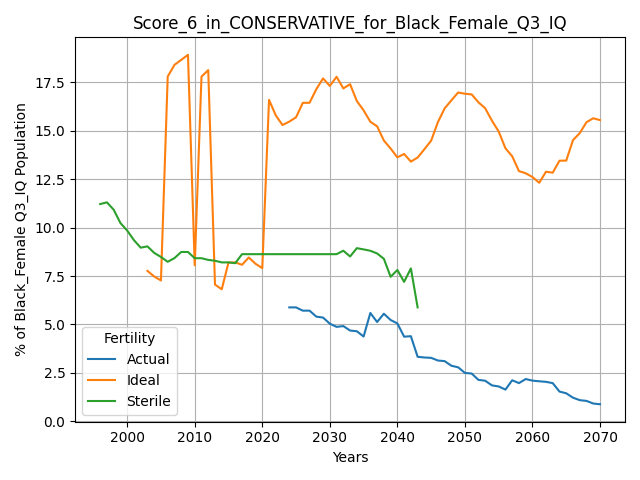 Score_6_in_CONSERVATIVE_for_Black_Female_Q3_IQ
% of Black_Female Q3_IQ Population
17.5
15.0
12.5
10.0
7.5
5.0
2.5
0.0
Fertility
Actual
Ideal
Sterile
2000
2010
2020
2030
2040
2050
2060
2070
Years